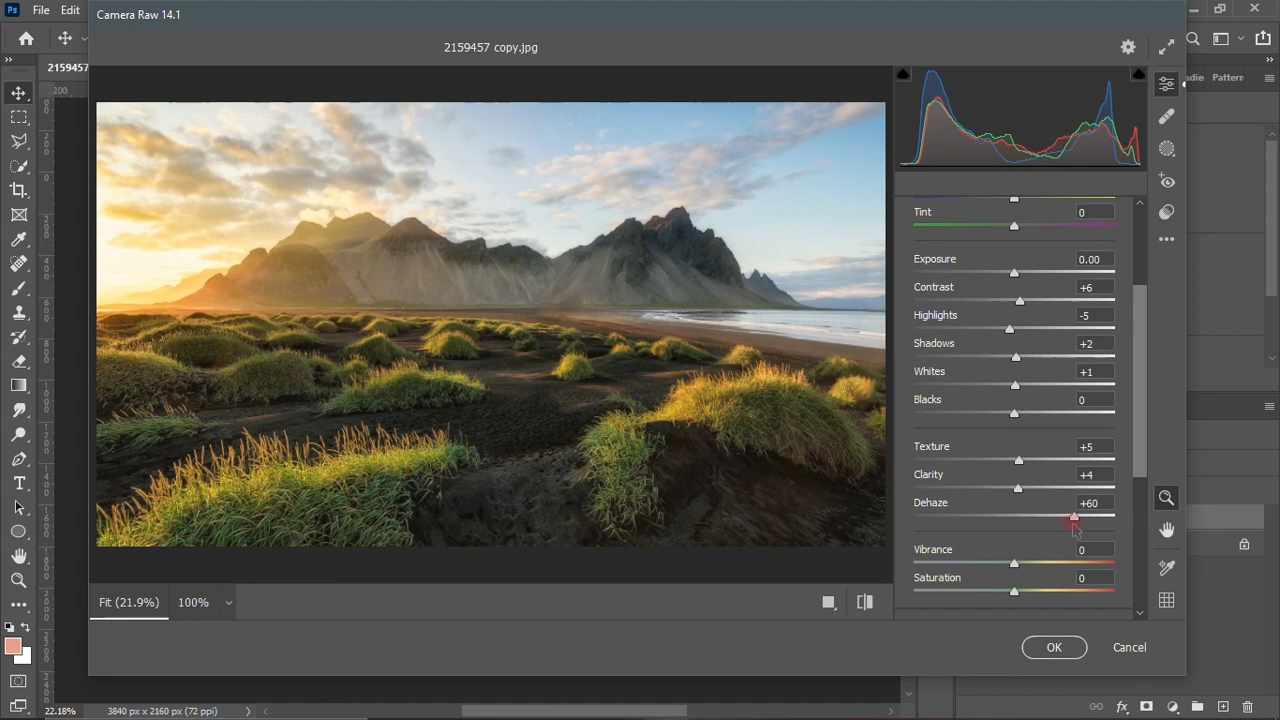 Ps File Edit
Camera Raw 14.1
2159457 copy.jpg
2159457
200
Pattern
Tint 0
Exposure 0.00
Contrast +6
Highlights -5
Shadows +2
Whites +1
Blacks 0
Texture +5
Clarity +4
Dehaze +60
Vibrance 0
Saturation 0
Fit (21.9%) 100%
OK Cancel
22.18% 3840 px x 2160 px (72 ppi)